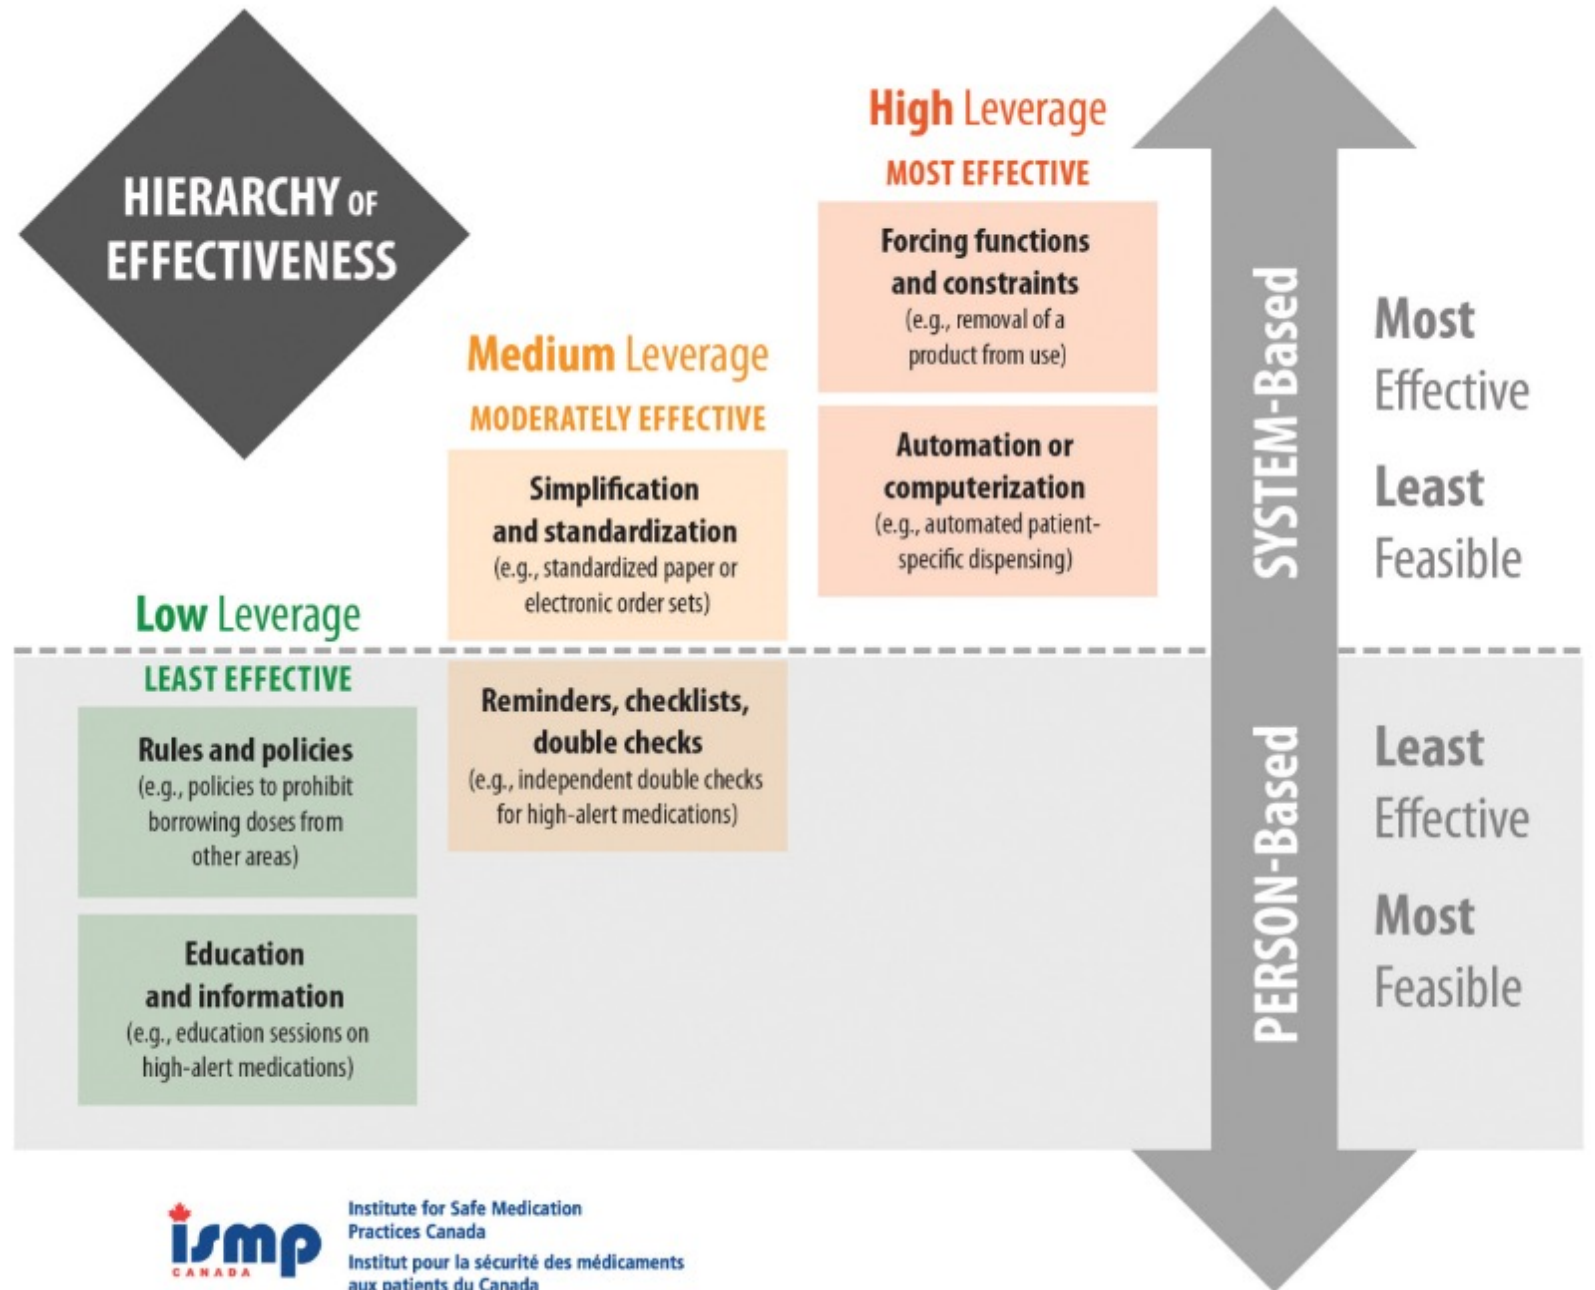 HIERARCHY OF
EFFECTIVENESS
High Leverage
MOST EFFECTIVE
Forcing functions
and constraints
(e.g., removal of a
product from use)
Automation or
computerization
(e.g., automated patient-
specific dispensing)
Medium Leverage
MODERATELY EFFECTIVE
Simplification
and standardization
(e.g., standardized paper or
electronic order sets)
Reminders, checklists,
double checks
(e.g., independent double checks
for high-alert medications)
Low Leverage
LEAST EFFECTIVE
Rules and policies
(e.g., policies to prohibit
borrowing doses from
other areas)
Education
and information
(e.g., education sessions on
high-alert medications)
SYSTEM-Based
PERSON-Based
Most
Effective
Least
Feasible
Least
Effective
Most
Feasible
ismp
CANADA
Institute for Safe Medication
Practices Canada
Institut pour la sécurité des médicaments
aux patients du Canada